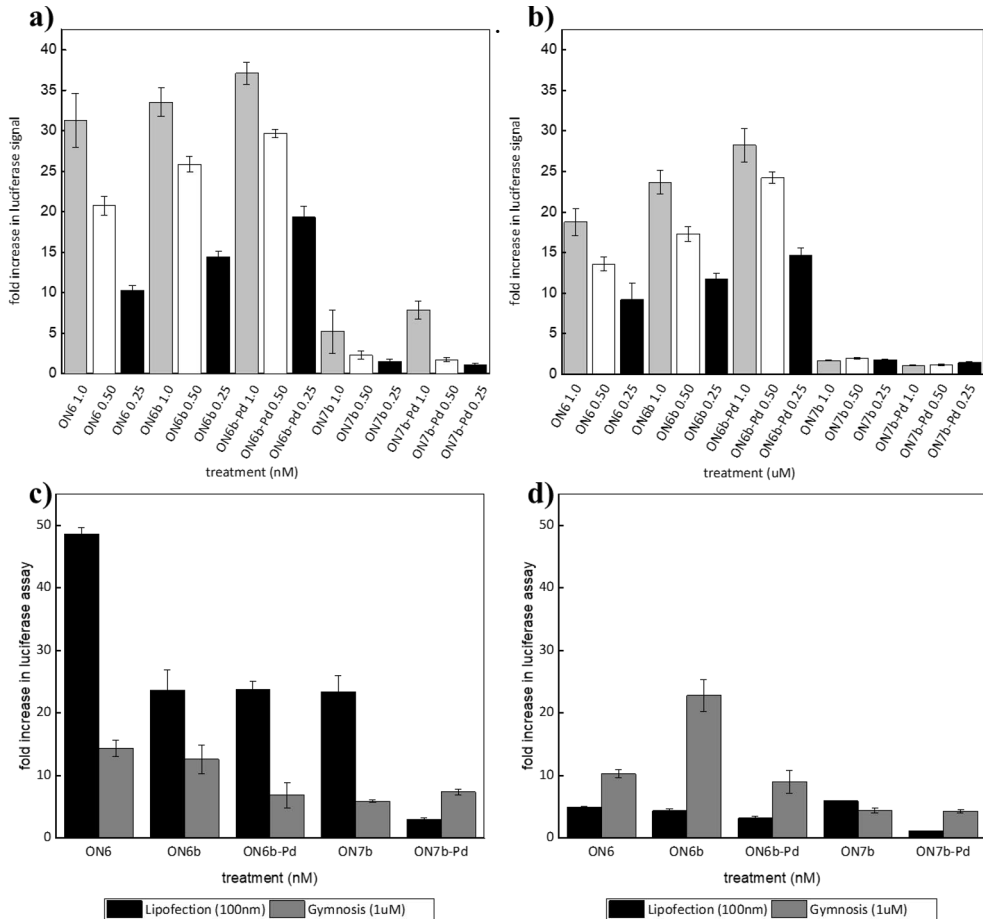 a)
40
35
30
25
20
15
10
5
0
fold increase in luciferase signal
ON6 1.0
ON6 0.50
ON6 0.25
ON6b 1.0
ON6b 0.50
ON6b 0.25
ON6b-Pd 1.0
ON6b-Pd 0.50
ON6b-Pd 0.25
ON7b 1.0
ON7b 0.50
ON7b 0.25
ON7b-Pd 1.0
ON7b-Pd 0.50
ON7b-Pd 0.25
treatment (nM)
b)
40
35
30
25
20
15
10
5
0
fold increase in luciferase signal
ON6 1.0
ON6 0.50
ON6 0.25
ON6b 1.0
ON6b 0.50
ON6b 0.25
ON6b-Pd 1.0
ON6b-Pd 0.50
ON6b-Pd 0.25
ON7b 1.0
ON7b 0.50
ON7b 0.25
ON7b-Pd 1.0
ON7b-Pd 0.50
ON7b-Pd 0.25
treatment (uM)
c)
50
40
30
20
10
0
fold increase in luciferase assay
ON6 ON6b ON6b-Pd ON7b ON7b-Pd
treatment (nM)
Lipofection (100nm) Gymnosis (1uM)
d)
50
40
30
20
10
0
fold increase in luciferase assay
ON6 ON6b ON6b-Pd ON7b ON7b-Pd
treatment (nM)
Lipofection (100nm) Gymnosis (1uM)